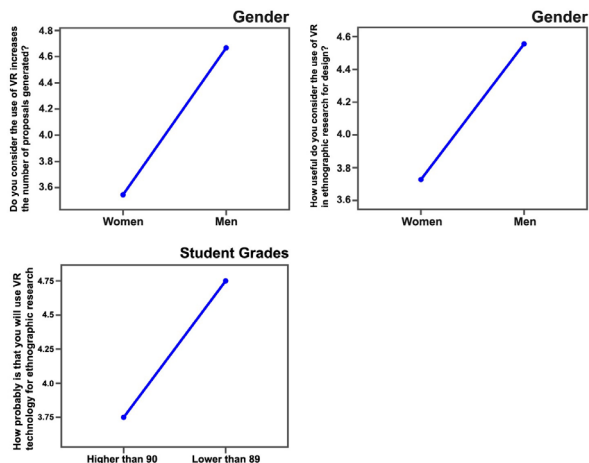 Gender
Do you consider the use of VR increases
the number of proposals generated?
4.8
4.6
4.4
4.2
4.0
3.8
3.6
Women Men
Gender
How useful do you consider the use of VR
in ethnographic research for design?
4.6
4.4
4.2
4.0
3.8
3.6
Women Men
Student Grades
How probably is that you will use VR
technology for ethnographic research
4.75
4.5
4.25
4.0
3.75
Higher than 90 Lower than 89